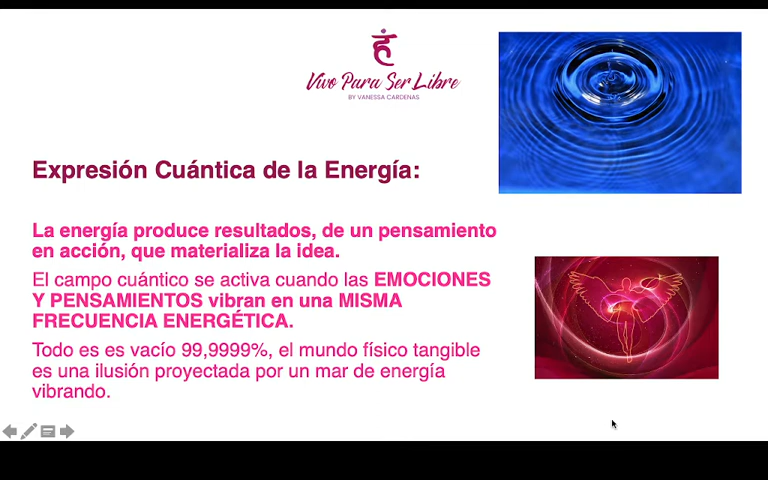 हं
Vivo Para Ser Libre
BY VANESSA CARDENAS
Expresión Cuántica de la Energía:
La energía produce resultados, de un pensamiento
en acción, que materializa la idea.
El campo cuántico se activa cuando las EMOCIONES
Y PENSAMIENTOS vibran en una MISMA
FRECUENCIA ENERGÉTICA.
Todo es es vacío 99,9999%, el mundo físico tangible
es una ilusión proyectada por un mar de energía
vibrando.